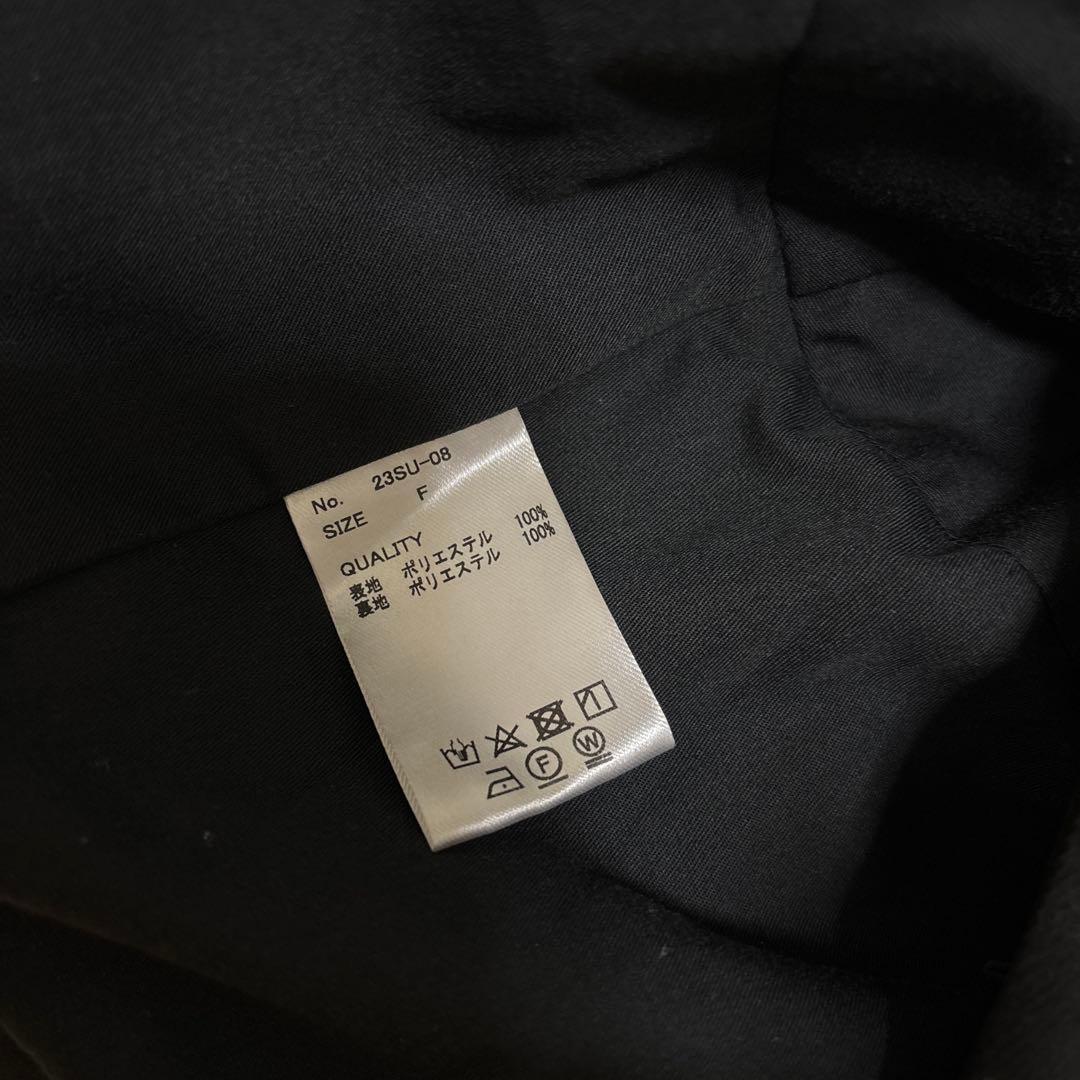 No. 23SU-08
SIZE F
QUALITY
表地 ポリエステル 100%
裏地 ポリエステル 100%
F W